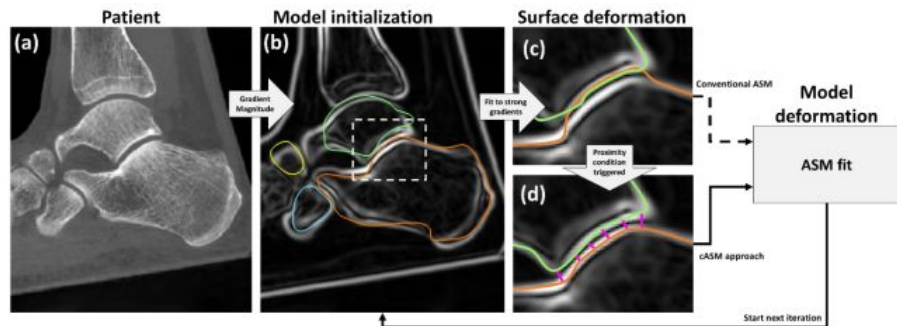 Patient
Model initialization
Surface deformation
(a)
(b)
(c)
Gradient
Magnitude
Fit to strong
gradients
Conventional ASM
Model
deformation
Proximity
condition
triggered
ASM fit
(d)
cASM approach
Start next iteration